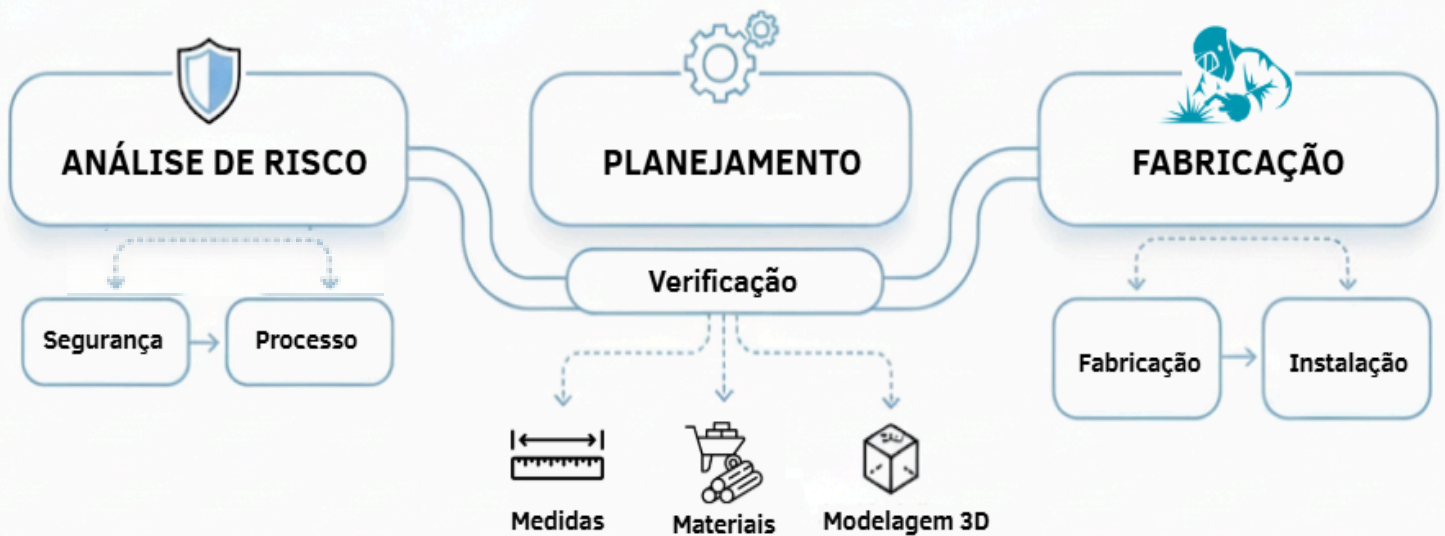 ANÁLISE DE RISCO
PLANEJAMENTO
FABRICAÇÃO
Verificação
Segurança
Processo
Fabricação
Instalação
Medidas
Materiais
Modelagem 3D